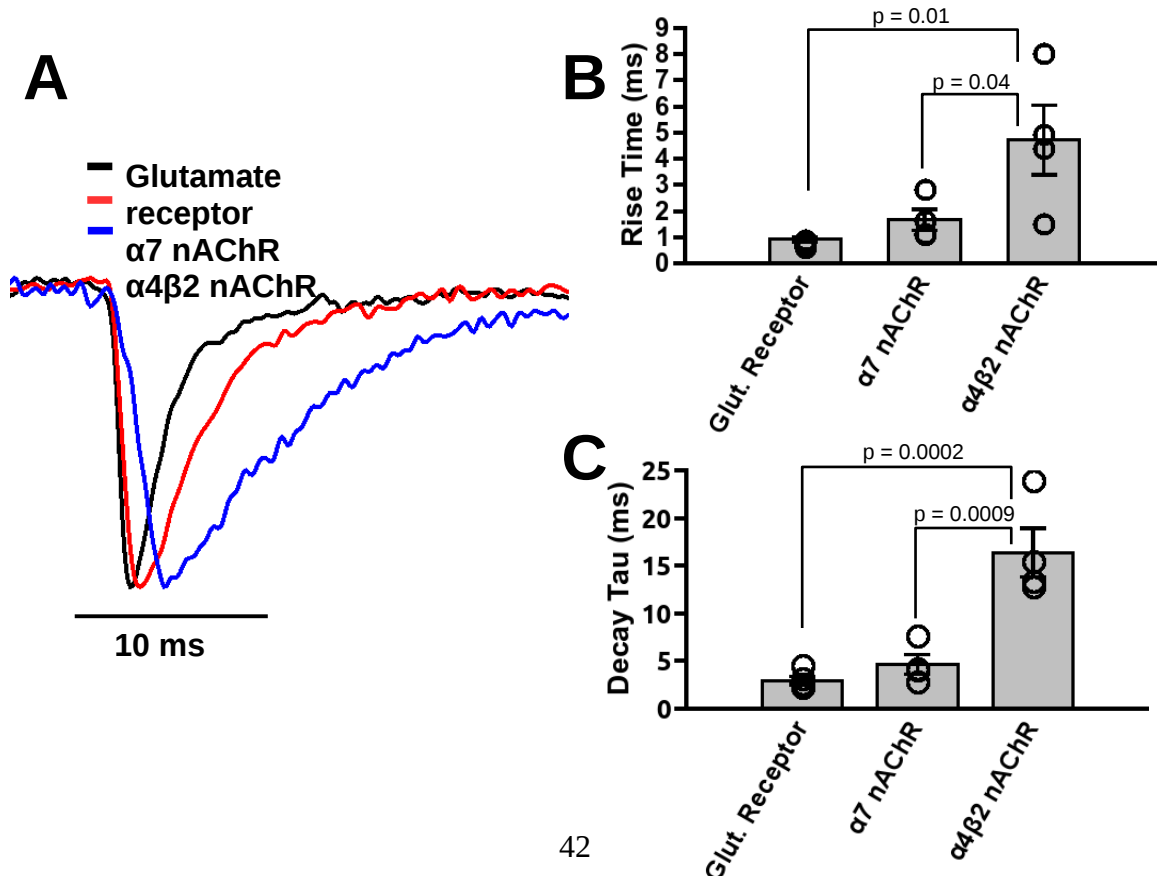 A
Glutamate
receptor
α7 nAChR
α4β2 nAChR
10 ms
B
Rise Time (ms)
9
8
7
6
5
4
3
2
1
0
p = 0.01
p = 0.04
Glut. Receptor
α7 nAChR
α4β2 nAChR
C
Decay Tau (ms)
25
20
15
10
5
0
p = 0.0002
p = 0.0009
Glut. Receptor
α7 nAChR
α4β2 nAChR
42